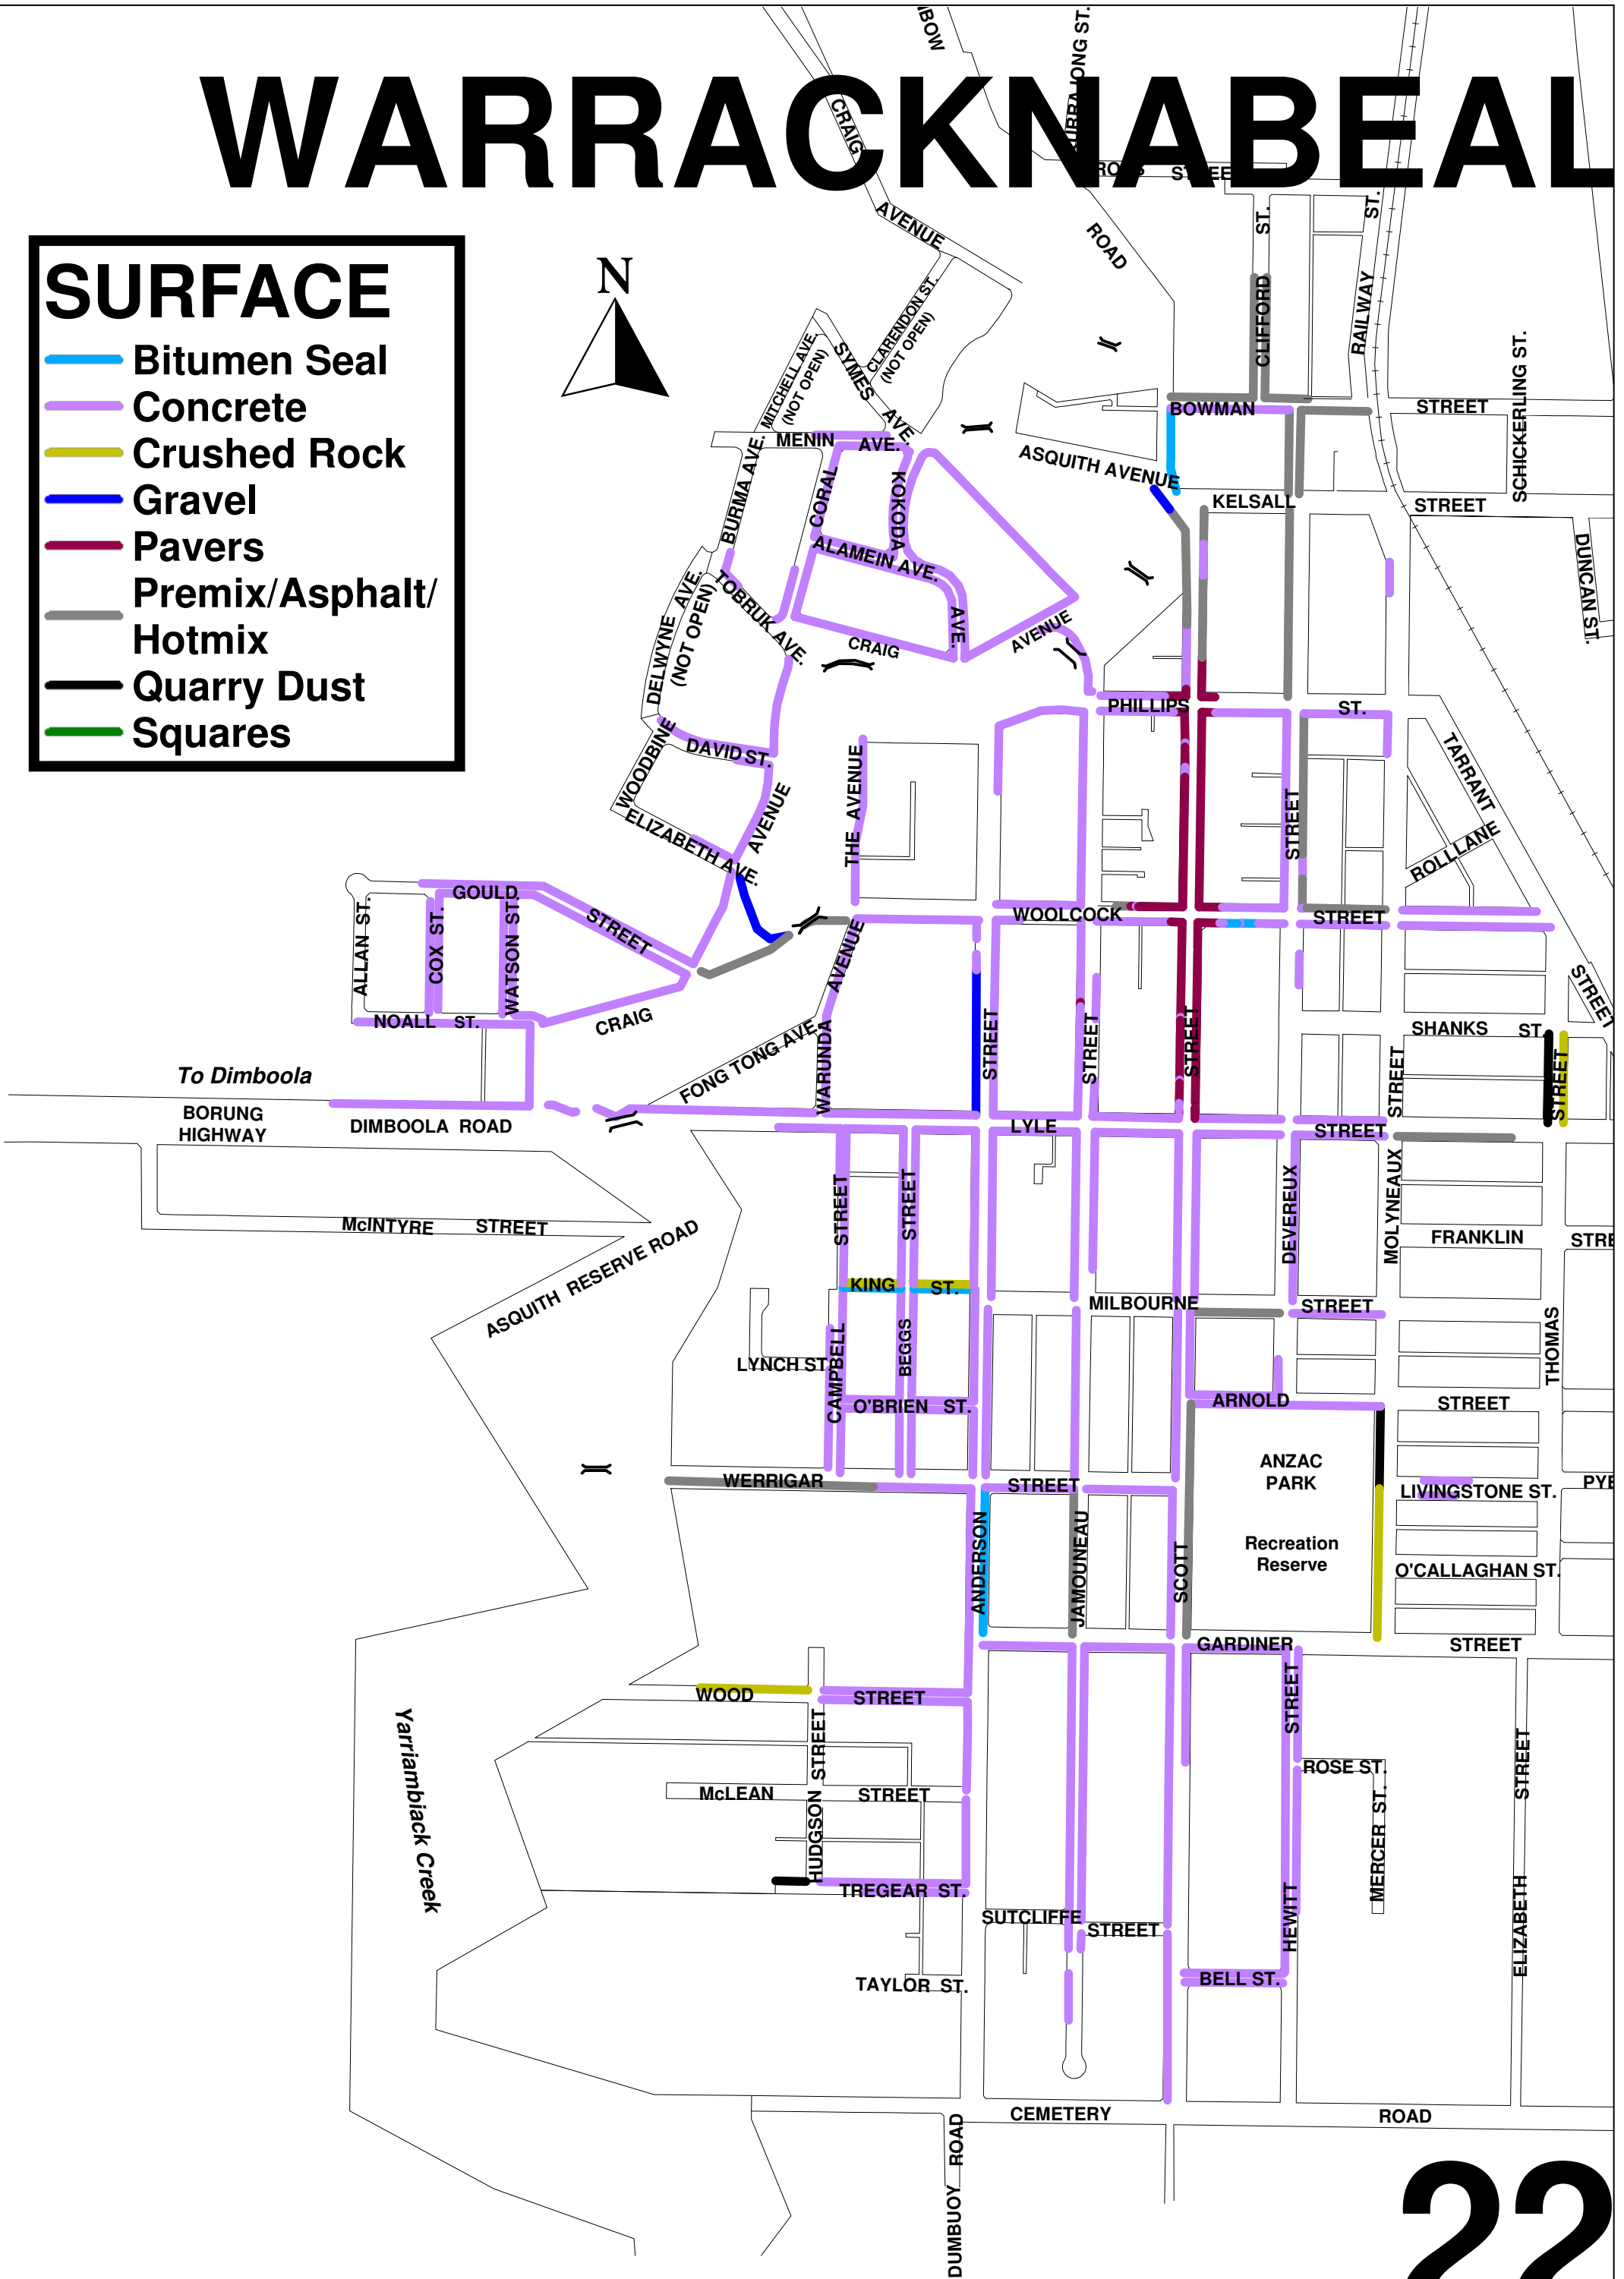 WARRACKNABEAL
CRAIG
AVENUE
ROAD
STREET
ST.
CLIFFORD
RAILWAY
ST.
SURFACE
Bitumen Seal
Concrete
Crushed Rock
Gravel
Pavers
Premix/Asphalt/
Hotmix
Quarry Dust
Squares
N
CLARENDON ST.
(NOT OPEN)
MITCHELL AVE.
(NOT OPEN)
SYMES
AVE.
MENIN
AVE.
BURMA AVE.
CORAL
KOKODA
ALAMEIN AVE.
AVE.
TOBRUK AVE.
DELWYNE AVE.
(NOT OPEN)
CRAIG
AVENUE
ASQUITH AVENUE
BOWMAN
STREET
SCHICKERLING ST.
KELSALL
STREET
DUNCAN ST.
PHILLIPS
ST.
WOODBINE
DAVID ST.
AVENUE
ELIZABETH AVE.
THE AVENUE
STREET
TARRANT
ROLL LANE
STREET
GOULD
STREET
ALLAN ST.
COX ST.
WATSON ST.
NOALL ST.
CRAIG
WOOLCOCK
STREET
AVENUE
WARUNDA
FONG TONG AVE.
STREET
STREET
STREET
SHANKS ST.
STREET
STREET
To Dimboola
BORUNG
HIGHWAY
DIMBOOLA ROAD
LYLE
STREET
McINTYRE STREET
ASQUITH RESERVE ROAD
STREET
STREET
DEVEREUX
MOLYNEAUX
FRANKLIN
KING
ST.
MILBOURNE
STREET
THOMAS
LYNCH ST.
CAMPBELL
BEGGS
O'BRIEN ST.
ARNOLD
STREET
ANZAC
PARK
WERRIGAR
STREET
LIVINGSTONE ST.
Recreation
Reserve
ANDERSON
JAMOUNEAU
SCOTT
O'CALLAGHAN ST.
GARDINER
STREET
WOOD
STREET
STREET
STREET
HUDGSON
McLEAN
STREET
ROSE ST.
MERCER ST.
STREET
ELIZABETH
Yarriambiack Creek
TREGEAR ST.
SUTCLIFFE
STREET
HEWITT
TAYLOR ST.
BELL ST.
CEMETERY
ROAD
DUMBUOY ROAD
22